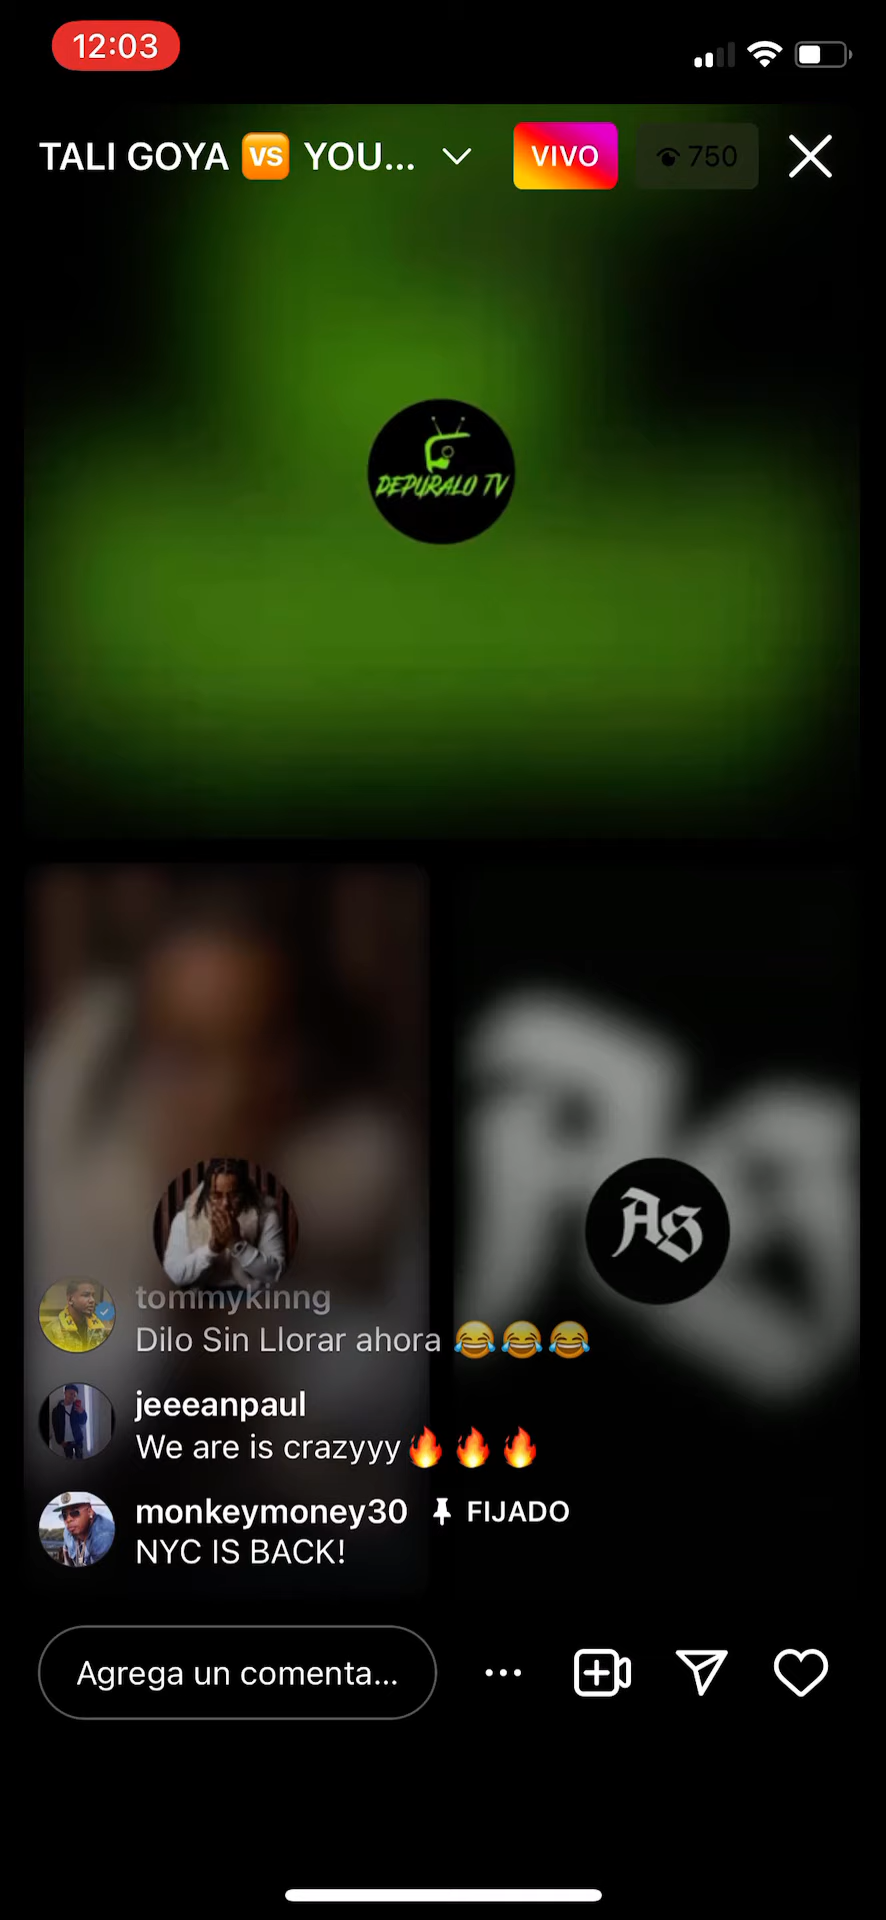 12:03
TALI GOYA 🆚 YOU...
VIVO
750
DEPURALO TV
AS
tommykinng
Dilo Sin Llorar ahora 😂😂😂
jeeeanpaul
We are is crazyyy🔥🔥🔥
monkeymoney30 FIJADO
NYC IS BACK!
Agrega un comenta...